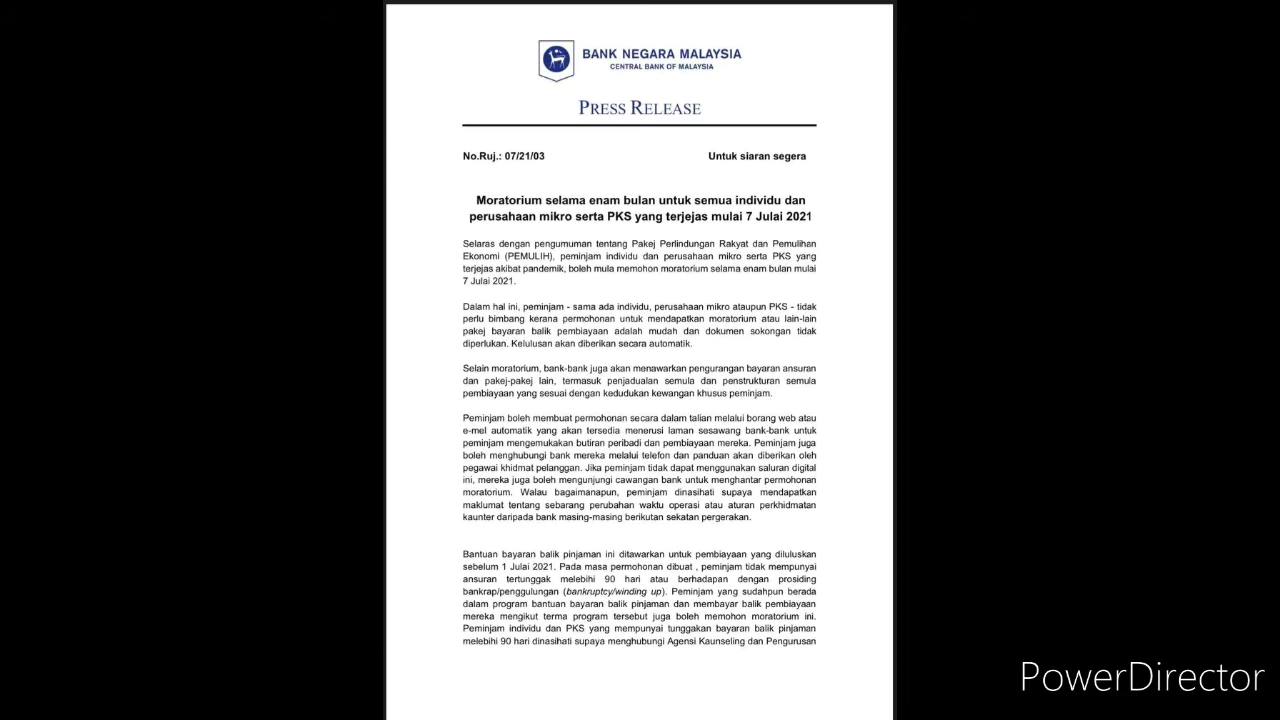 BANK NEGARA MALAYSIA
CENTRAL BANK OF MALAYSIA
PRESS RELEASE
No.Ruj.: 07/21/03 Untuk siaran segera
Moratorium selama enam bulan untuk semua individu dan
perusahaan mikro serta PKS yang terjejas mulai 7 Julai 2021
Selaras dengan pengumuman tentang Pakej Perlindungan Rakyat dan Pemulihan
Ekonomi (PEMULIH), peminjam individu dan perusahaan mikro serta PKS yang
terjejas akibat pandemik, boleh mula memohon moratorium selama enam bulan mulai
7 Julai 2021.
Dalam hal ini, peminjam - sama ada individu, perusahaan mikro ataupun PKS - tidak
perlu bimbang kerana permohonan untuk mendapatkan moratorium atau lain-lain
pakej bayaran balik pembiayaan adalah mudah dan dokumen sokongan tidak
diperlukan. Kelulusan akan diberikan secara automatik.
Selain moratorium, bank-bank juga akan menawarkan pengurangan bayaran ansuran
dan pakej-pakej lain, termasuk penjadualan semula dan penstrukturan semula
pembiayaan yang sesuai dengan kedudukan kewangan khusus peminjam.
Peminjam boleh membuat permohonan secara dalam talian melalui borang web atau
e-mel automatik yang akan tersedia menerusi laman sesawang bank-bank untuk
peminjam mengemukakan butiran peribadi dan pembiayaan mereka. Peminjam juga
boleh menghubungi bank mereka melalui telefon dan panduan akan diberikan oleh
pegawai khidmat pelanggan. Jika peminjam tidak dapat menggunakan saluran digital
ini, mereka juga boleh mengunjungi cawangan bank untuk menghantar permohonan
moratorium. Walau bagaimanapun, peminjam dinasihati supaya mendapatkan
maklumat tentang sebarang perubahan waktu operasi atau aturan perkhidmatan
kaunter daripada bank masing-masing berikutan sekatan pergerakan.
Bantuan bayaran balik pinjaman ini ditawarkan untuk pembiayaan yang diluluskan
sebelum 1 Julai 2021. Pada masa permohonan dibuat , peminjam tidak mempunyai
ansuran tertunggak melebihi 90 hari atau berhadapan dengan prosiding
bankrap/penggulungan (bankruptcy/winding up). Peminjam yang sudahpun berada
dalam program bantuan bayaran balik pinjaman dan membayar balik pembiayaan
mereka mengikut terma program tersebut juga boleh memohon moratorium ini.
Peminjam individu dan PKS yang mempunyai tunggakan bayaran balik pinjaman
melebihi 90 hari dinasihati supaya menghubungi Agensi Kaunseling dan Pengurusan
PowerDirector